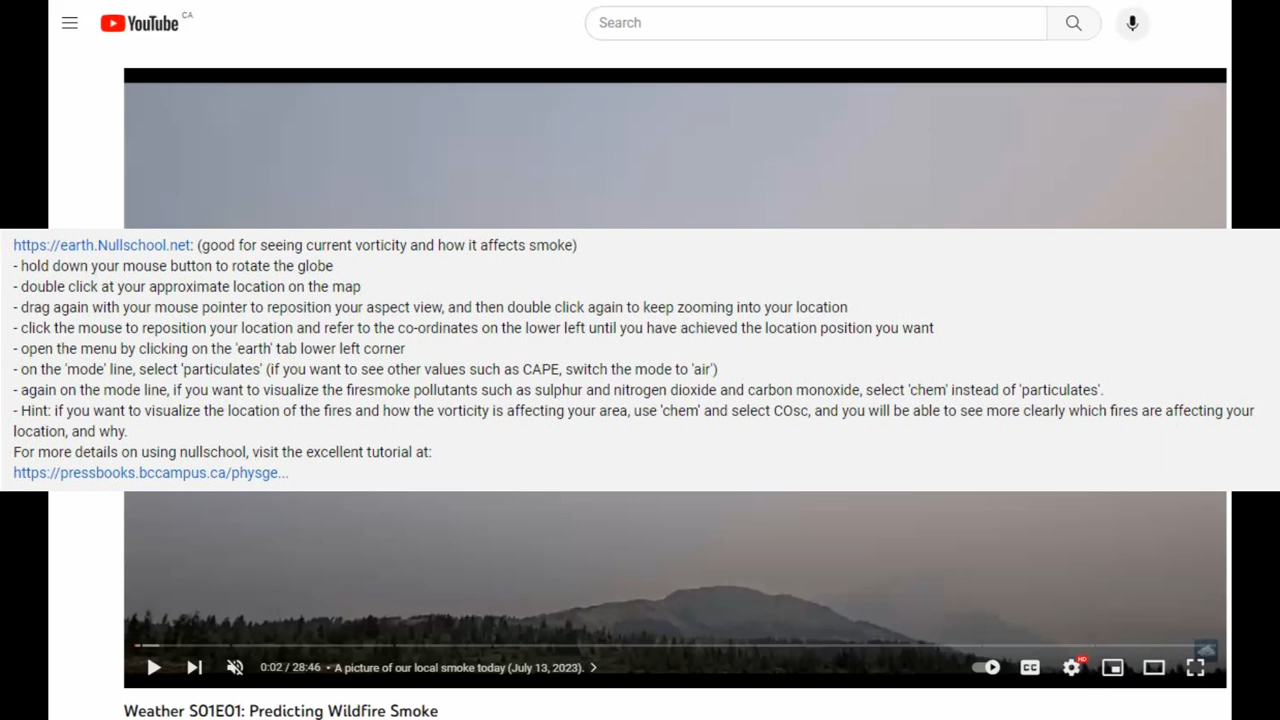 YouTube CA
Search
https://earth.Nullschool.net: (good for seeing current vorticity and how it affects smoke)
- hold down your mouse button to rotate the globe
- double click at your approximate location on the map
- drag again with your mouse pointer to reposition your aspect view, and then double click again to keep zooming into your location
- click the mouse to reposition your location and refer to the co-ordinates on the lower left until you have achieved the location position you want
- open the menu by clicking on the 'earth' tab lower left corner
- on the 'mode' line, select 'particulates' (if you want to see other values such as CAPE, switch the mode to 'air')
- again on the mode line, if you want to visualize the firesmoke pollutants such as sulphur and nitrogen dioxide and carbon monoxide, select 'chem' instead of 'particulates'.
- Hint: if you want to visualize the location of the fires and how the vorticity is affecting your area, use 'chem' and select COsc, and you will be able to see more clearly which fires are affecting your
location, and why.
For more details on using nullschool, visit the excellent tutorial at:
https://pressbooks.bccampus.ca/physge...
0:02 / 28:46 • A picture of our local smoke today (July 13, 2023).
CC
HD
Weather S01E01: Predicting Wildfire Smoke